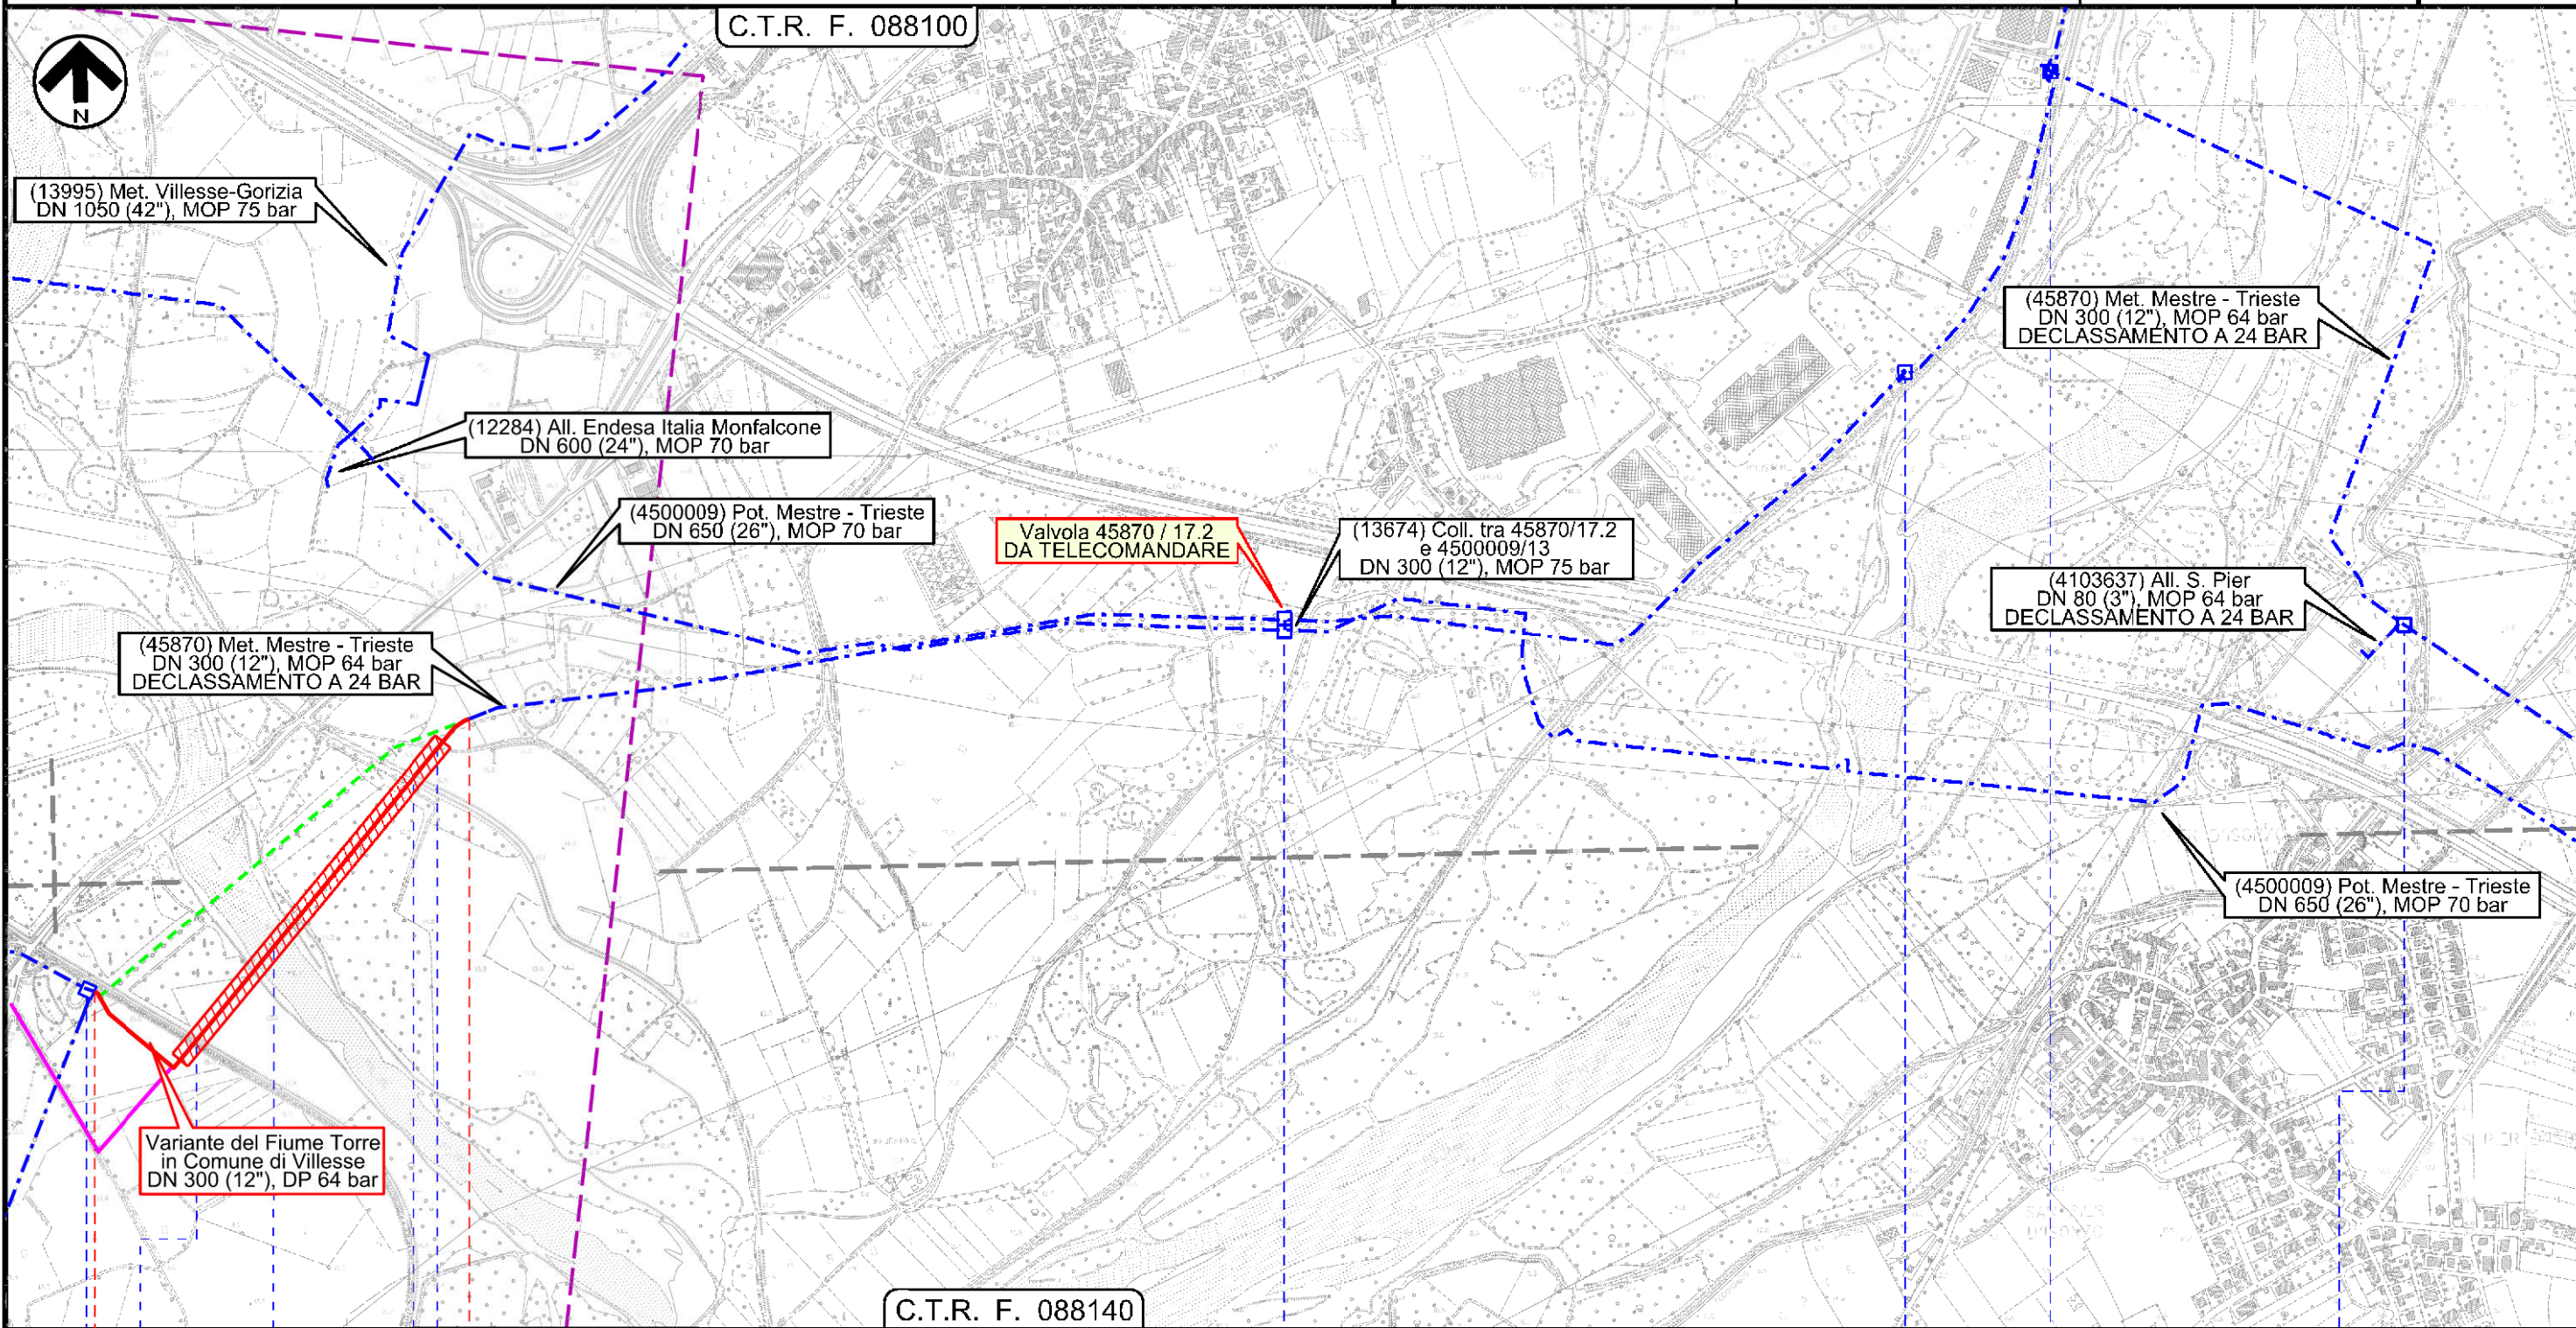 C.T.R. F. 088100
N
(13995) Met. Villesse-Gorizia
DN 1050 (42"), MOP 75 bar
(45870) Met. Mestre - Trieste
DN 300 (12"), MOP 64 bar
DECLASSAMENTO A 24 BAR
(12284) All. Endesa Italia Monfalcone
DN 600 (24"), MOP 70 bar
(4500009) Pot. Mestre - Trieste
DN 650 (26"), MOP 70 bar
Valvola 45870 / 17.2
DA TELECOMANDARE
(13674) Coll. tra 45870/17.2
e 4500009/13
DN 300 (12"), MOP 75 bar
(4103637) All. S. Pier
DN 80 (3"), MOP 64 bar
DECLASSAMENTO A 24 BAR
(45870) Met. Mestre - Trieste
DN 300 (12"), MOP 64 bar
DECLASSAMENTO A 24 BAR
(4500009) Pot. Mestre - Trieste
DN 650 (26"), MOP 70 bar
Variante del Fiume Torre
in Comune di Villesse
DN 300 (12"), DP 64 bar
C.T.R. F. 088140